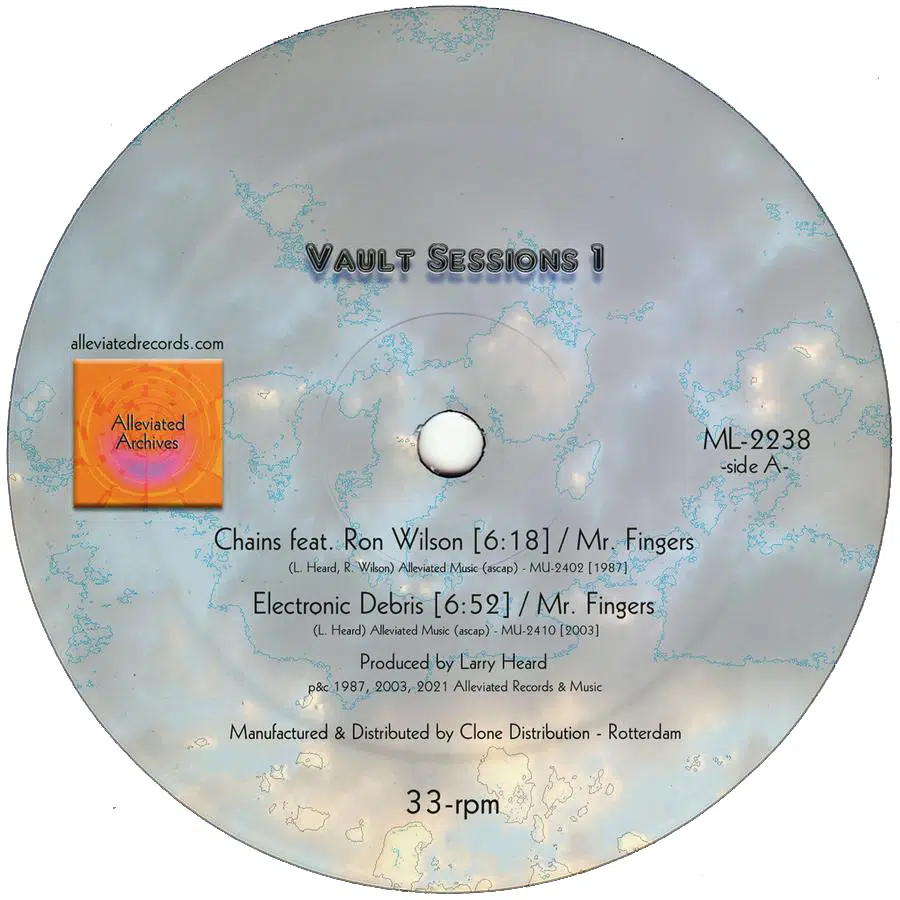 Vault Sessions 1
alleviatedrecords.com
Alleviated
Archives
ML-2238
-side A-
Chains feat. Ron Wilson [6:18] / Mr. Fingers
(L. Heard, R. Wilson) Alleviated Music (ascap) - MU-2402 [1987]
Electronic Debris [6:52] / Mr. Fingers
(L. Heard) Alleviated Music (ascap) - MU-2410 [2003]
Produced by Larry Heard
p&c 1987, 2003, 2021 Alleviated Records & Music
Manufactured & Distributed by Clone Distribution - Rotterdam
33-rpm